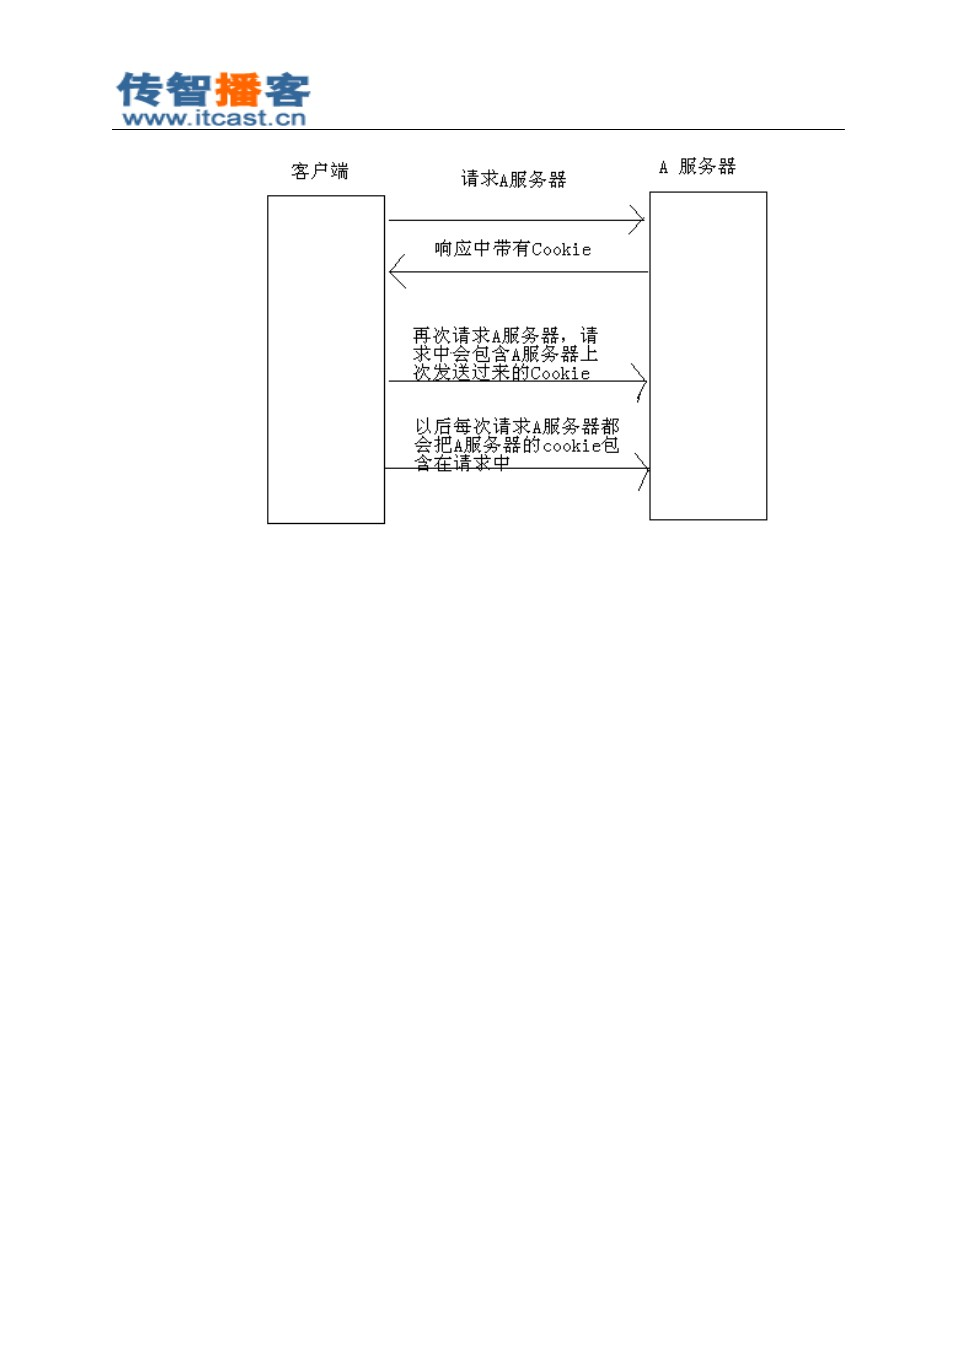 传智播客
www.itcast.cn
客户端
请求A服务器
A 服务器
响应中带有Cookie
再次请求A服务器，请
求中会包含A服务器上
次发送过来的Cookie
以后每次请求A服务器都
会把A服务器的cookie包
含在请求中